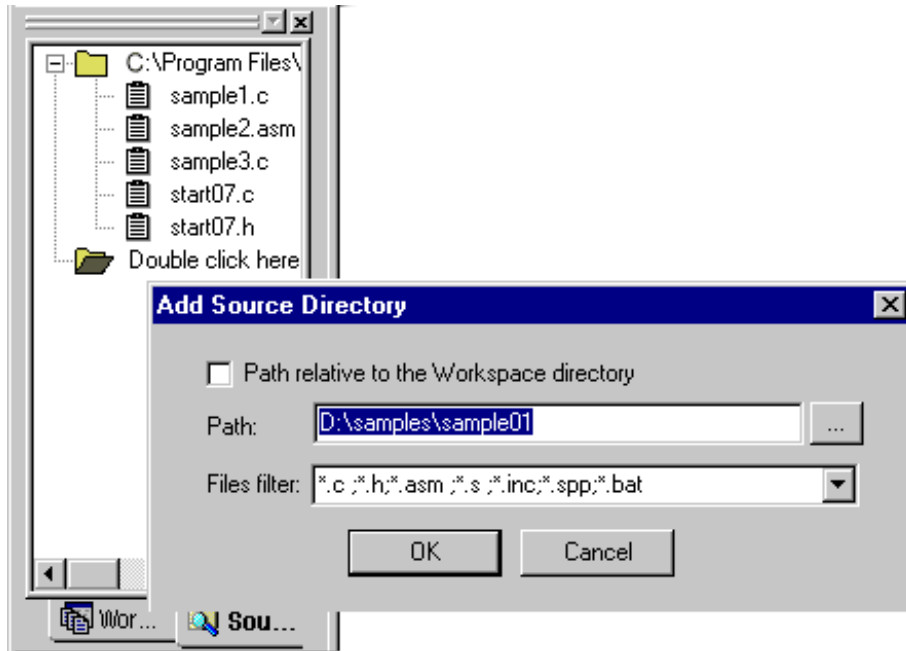 C:\Program Files\
sample1.c
sample2.asm
sample3.c
start07.c
start07.h
Double click here
Add Source Directory
Path relative to the Workspace directory
Path: D:\samples\sample01 ...
Files filter: *.c ;*.h;*.asm ;*.s ;*.inc;*.spp;*.bat
OK Cancel
Wor... Sou...